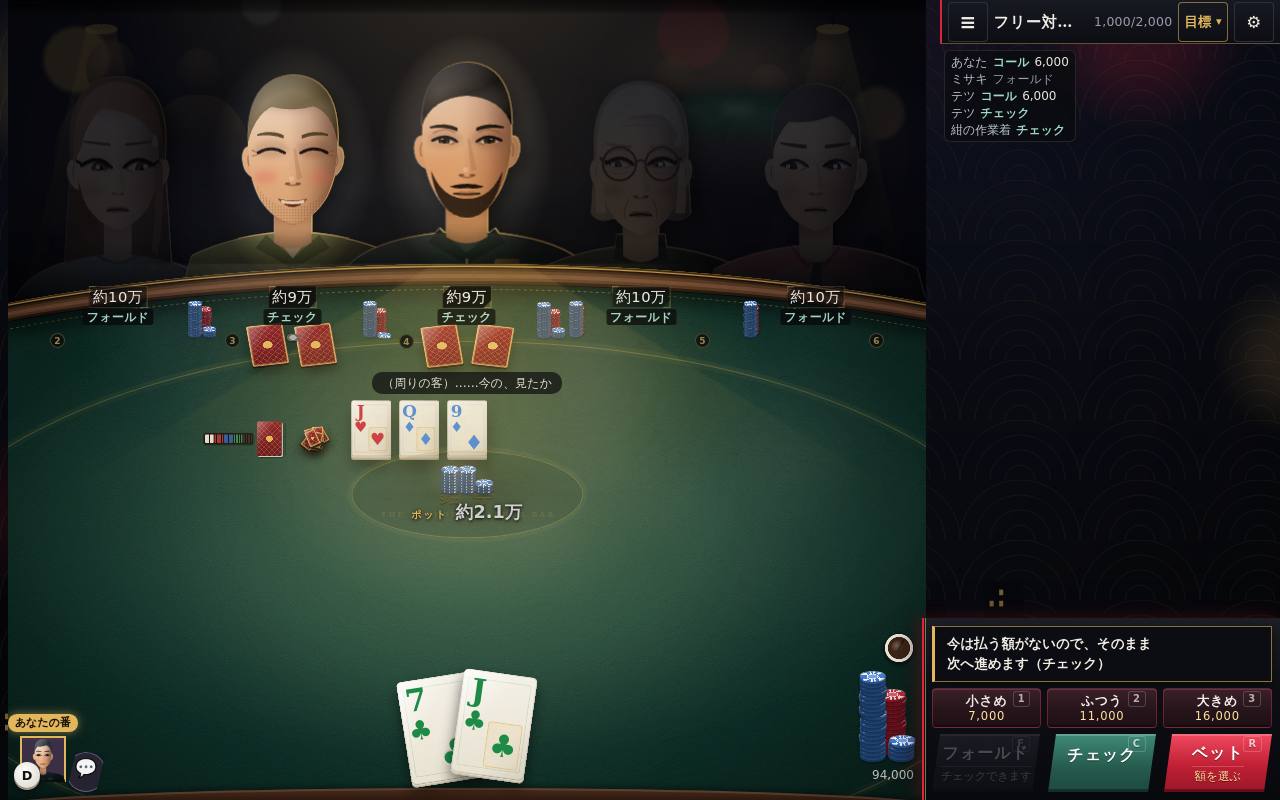 フリー対…
1,000/2,000
目標▾
あなた コール 6,000
ミサキ フォールド
テツ コール 6,000
テツ チェック
紺の作業着 チェック
約10万
フォールド
約9万
チェック
約9万
チェック
約10万
フォールド
約10万
フォールド
2
3
4
5
6
(周りの客)……今の、見たか
J
Q
9
ポット 約2.1万
7
J
あなたの番
D
94,000
今は払う額がないので、そのまま
次へ進めます（チェック）
小さめ 1
7,000
ふつう 2
11,000
大きめ 3
16,000
フォールド F
チェックできます
チェック C
ベット R
額を選ぶ